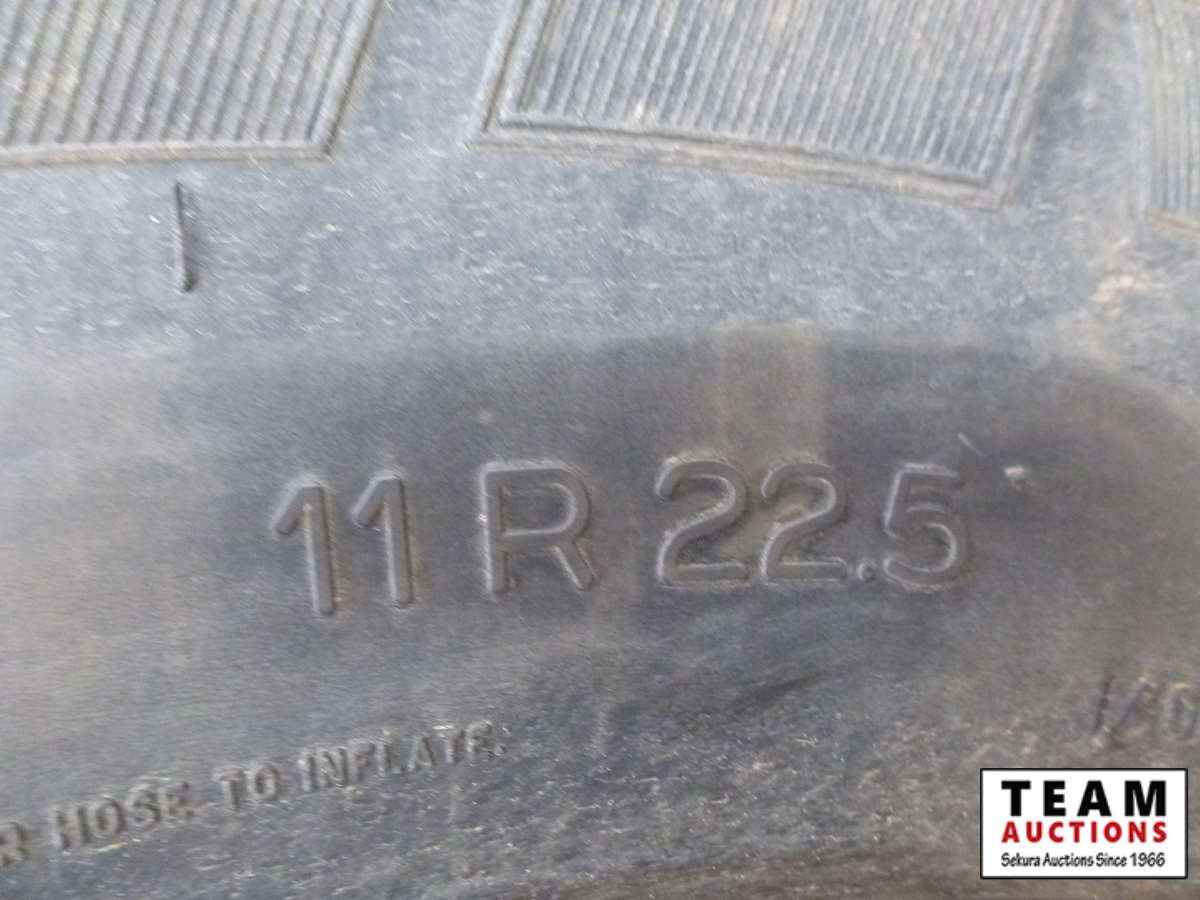 11 R 22.5
HOSE TO INFLATE.
TEAM
AUCTIONS
Sekura Auctions Since 1966